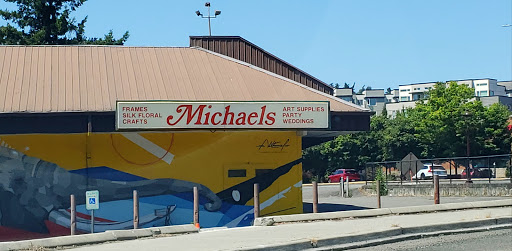 FRAMES
SILK FLORAL
CRAFTS
Michaels
ART SUPPLIES
PARTY
WEDDINGS